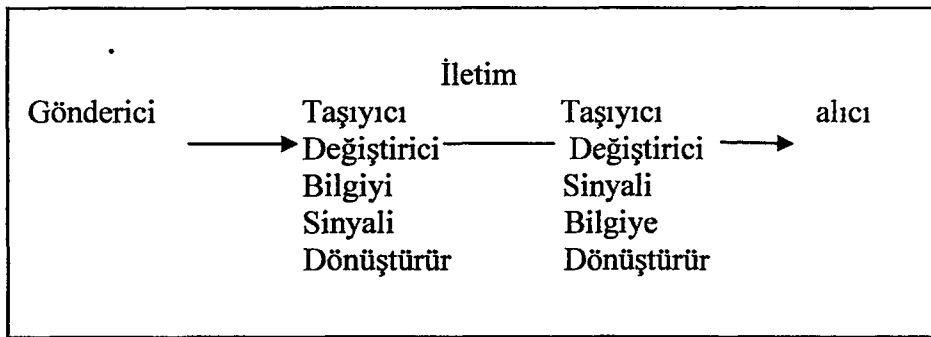 İletim
Gönderici Taşıyıcı Taşıyıcı alıcı
Değiştirici Değiştirici
Bilgiyi Sinyali
Sinyali Bilgiye
Dönüştürür Dönüştürür